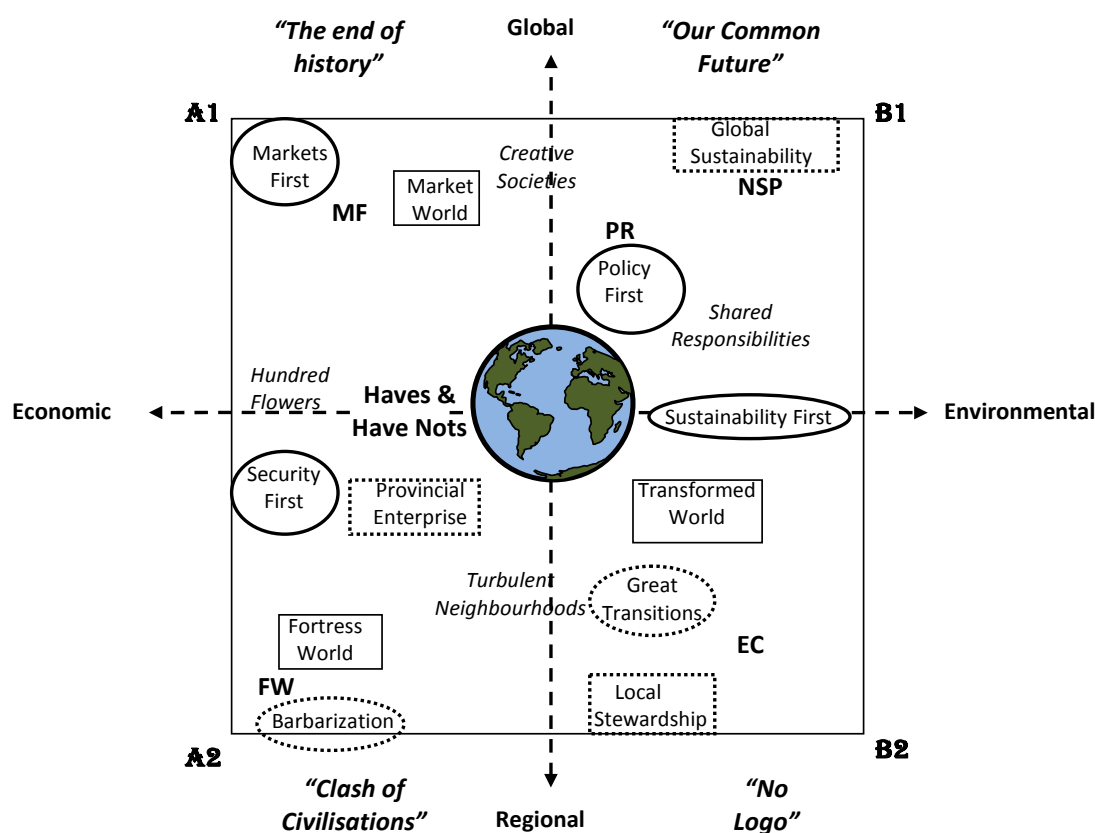 “The end of
history”
Global
“Our Common
Future”
A1
B1
Markets
First
Market
World
MF
Creative
Societies
Global
Sustainability
NSP
PR
Policy
First
Shared
Responsibilities
Hundred
Flowers
Haves &
Have Nots
Economic
Sustainability First
Environmental
Security
First
Provincial
Enterprise
Transformed
World
Turbulent
Neighbourhoods
Great
Transitions
Fortress
World
EC
FW
Barbarization
Local
Stewardship
A2
B2
“Clash of
Civilisations”
Regional
“No
Logo”